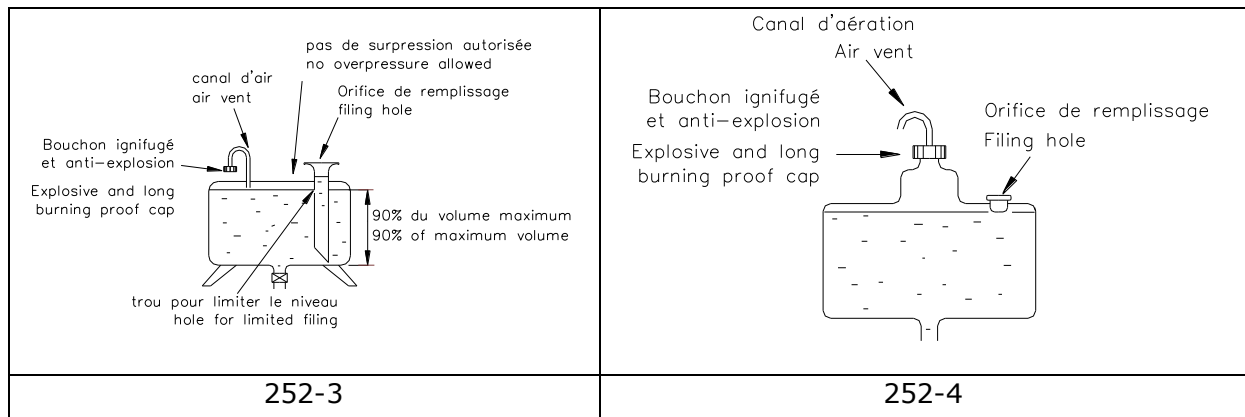 pas de surpression autorisée
no overpressure allowed
canal d'air
air vent
Orifice de remplissage
filing hole
Bouchon ignifugé
et anti-explosion
Explosive and long
burning proof cap
90% du volume maximum
90% of maximum volume
trou pour limiter le niveau
hole for limited filing
252-3
Canal d'aération
Air vent
Bouchon ignifugé
et anti-explosion
Explosive and long
burning proof cap
Orifice de remplissage
Filing hole
252-4